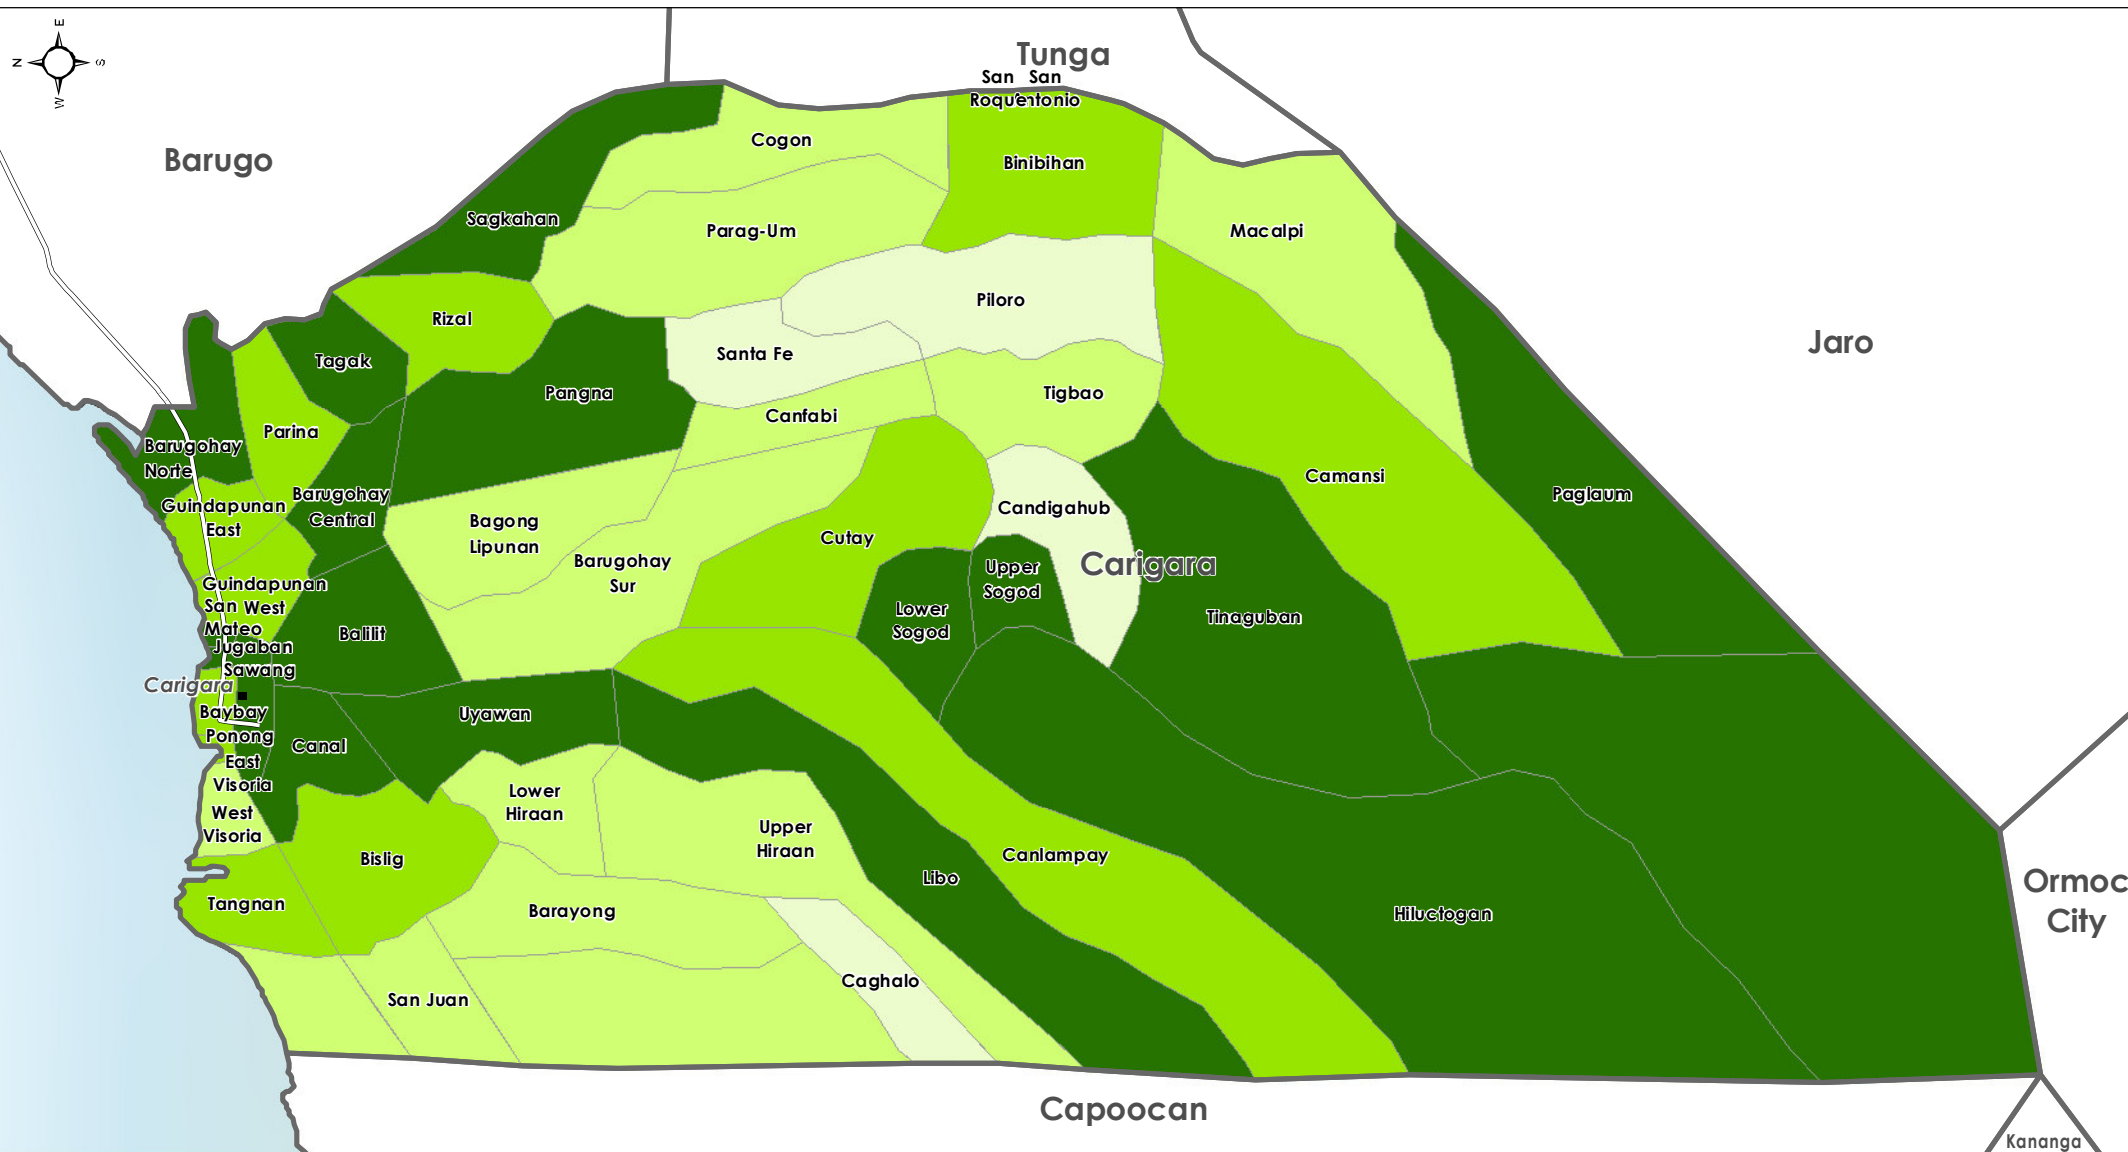 E
N
S
W
Tunga
San San
Roque
Antonio
Cogon
Barugo
Binibihan
Sagkahan
Parag-Um
Macalpi
Piloro
Rizal
Jaro
Tagak
Santa Fe
Pangna
Tigbao
Canfabi
Parina
Barugohay
Norte
Camansi
Barugohay
Central
Paglaum
Guindapunan
East
Candigahub
Bagong
Lipunan
Cutay
Barugohay
Sur
Carigara
Upper
Sogod
Guindapunan
West
San
Mateo
Lower
Sogod
Tinaguban
Balilit
Jugaban
Sawang
Carigara
Baybay
Uyawan
Ponong
Canal
East
Visoria
Lower
Hiraan
West
Visoria
Upper
Hiraan
Canlampay
Bislig
Libo
Ormoc
City
Tangnan
Barayong
Hiluctogan
Caghalo
San Juan
Capoocan
Kananga